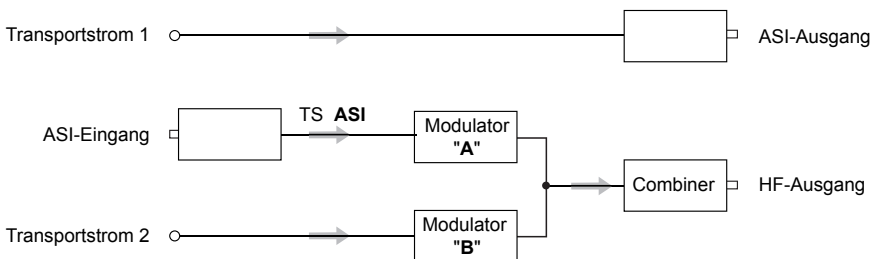 Transportstrom 1
ASI-Ausgang
TS ASI
ASI-Eingang
Modulator
"A"
Combiner
HF-Ausgang
Transportstrom 2
Modulator
"B"